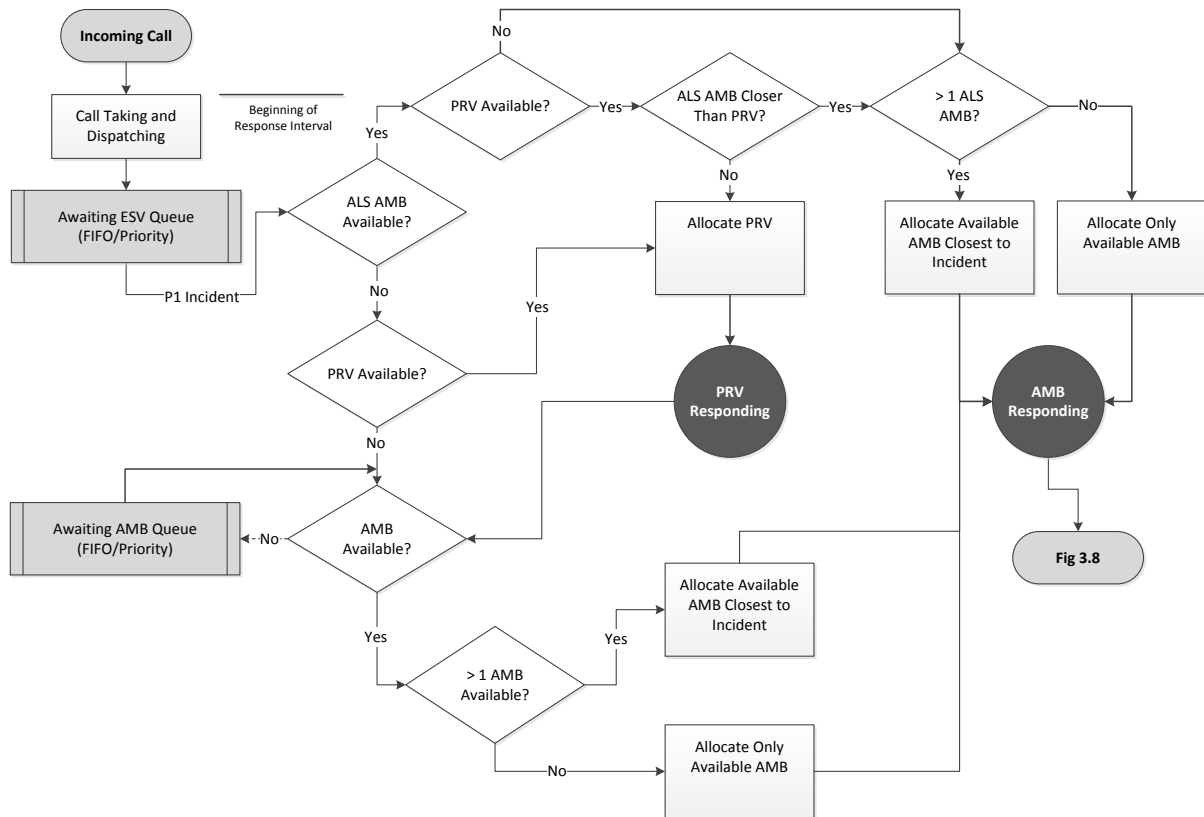 Incoming Call
Call Taking and
Dispatching
Beginning of
Response Interval
Awaiting ESV Queue
(FIFO/Priority)
P1 Incident
ALS AMB
Available?
Yes
No
PRV Available?
No
Yes
ALS AMB Closer
Than PRV?
Yes
No
> 1 ALS
AMB?
No
Yes
Allocate PRV
Allocate Available
AMB Closest to
Incident
Allocate Only
Available AMB
PRV Available?
Yes
No
PRV
Responding
AMB
Responding
Fig 3.8
Awaiting AMB Queue
(FIFO/Priority)
No
AMB
Available?
Yes
> 1 AMB
Available?
Yes
No
Allocate Available
AMB Closest to
Incident
Allocate Only
Available AMB